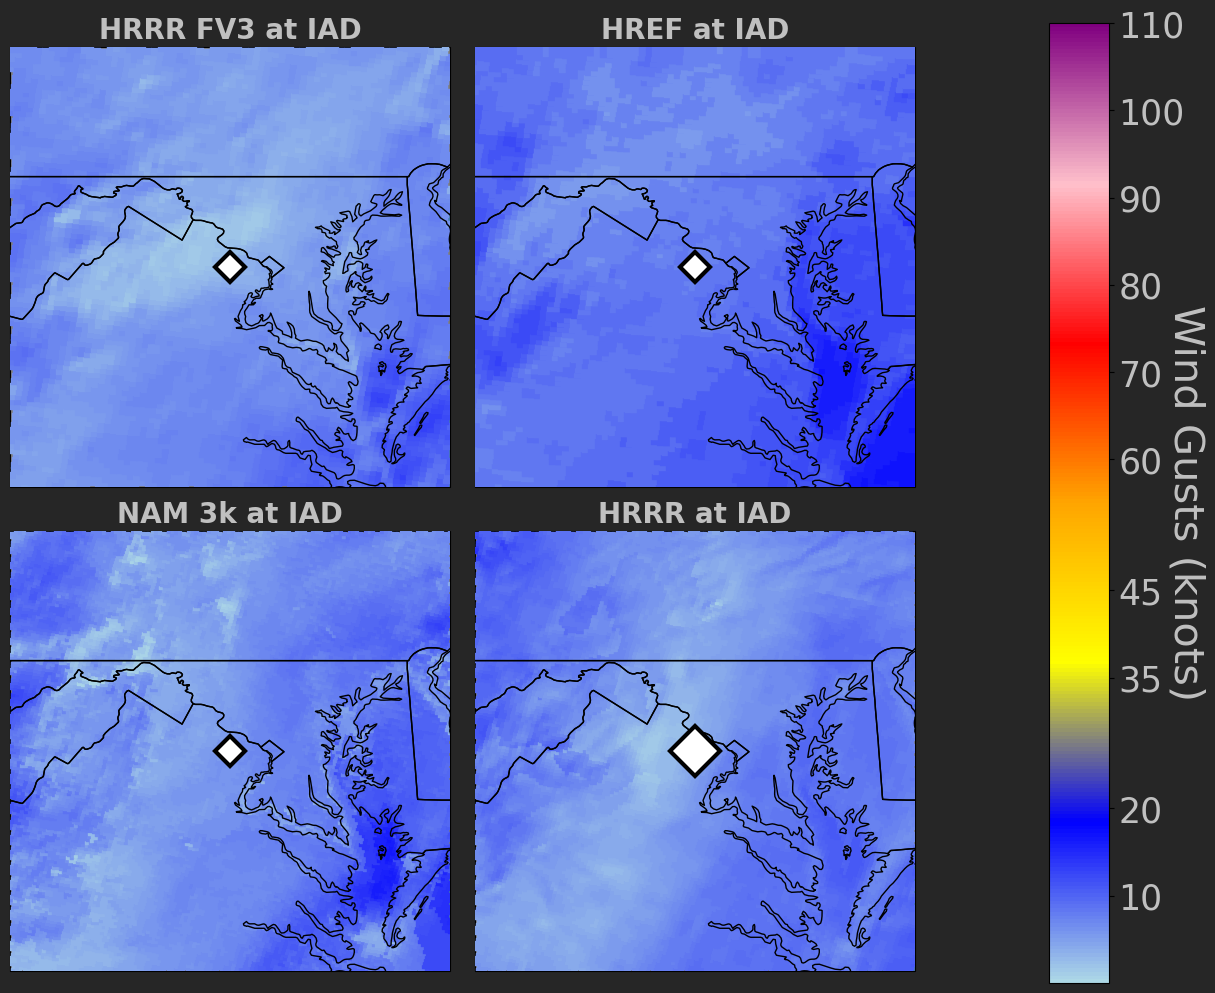 HRRR FV3 at IAD
HREF at IAD
NAM 3k at IAD
HRRR at IAD
110
100
90
80
70
60
45
35
20
10
Wind Gusts (knots)